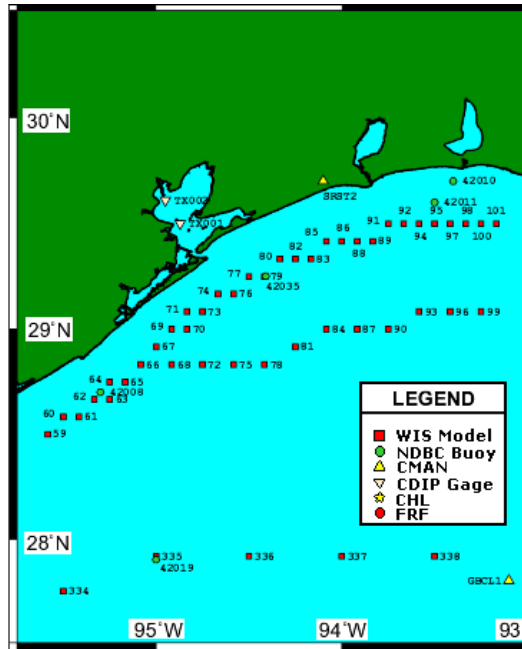 30°N
TX002
TX001
SRST2
42010
42011
91 92 95 98 101
94 97 100
85 86
88 89
82
80 83
77 79
42035
74 76
71 73
69 70
67
93 96 99
84 87 90
81
29°N
66 68 72 75 78
64 65
42008
62 63
60 61
59
LEGEND
WIS Model
NDBC Buoy
CMAN
CDIP Gage
CHL
FRF
28°N
335 336 337 338
42019
GBCL1
334
95°W 94°W 93